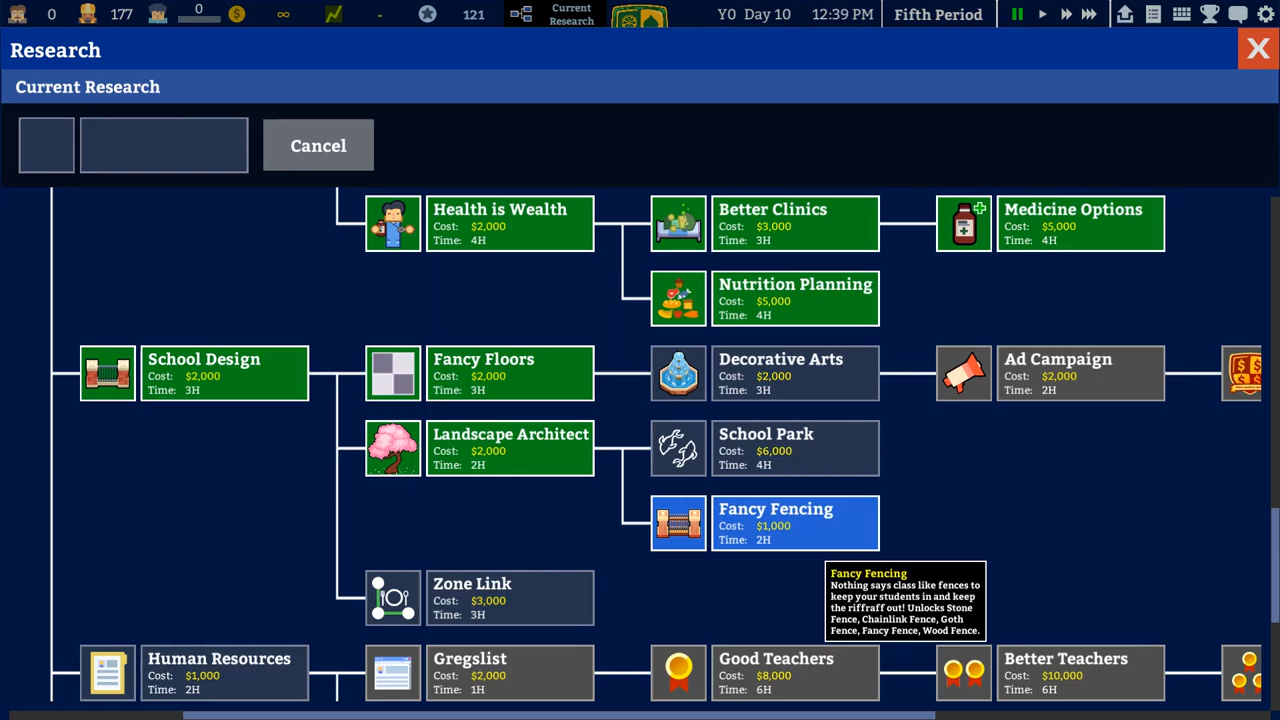 0
177
0
∞
-
121
Current
Research
Y0 Day 10
12:39 PM
Fifth Period
Research
X
Current Research
Cancel
Health is Wealth
Cost: $2,000
Time: 4H
Better Clinics
Cost: $3,000
Time: 3H
Medicine Options
Cost: $5,000
Time: 4H
Nutrition Planning
Cost: $5,000
Time: 4H
School Design
Cost: $2,000
Time: 3H
Fancy Floors
Cost: $2,000
Time: 3H
Decorative Arts
Cost: $2,000
Time: 3H
Ad Campaign
Cost: $2,000
Time: 2H
Landscape Architect
Cost: $2,000
Time: 2H
School Park
Cost: $6,000
Time: 4H
Fancy Fencing
Cost: $1,000
Time: 2H
Fancy Fencing
Nothing says class like fences to
keep your students in and keep
the riffraff out! Unlocks Stone
Fence, Chainlink Fence, Goth
Fence, Fancy Fence, Wood Fence.
Zone Link
Cost: $3,000
Time: 3H
Human Resources
Cost: $1,000
Time: 2H
Gregslist
Cost: $2,000
Time: 1H
Good Teachers
Cost: $8,000
Time: 6H
Better Tecthers
Cost: $10,000
Time: 6H